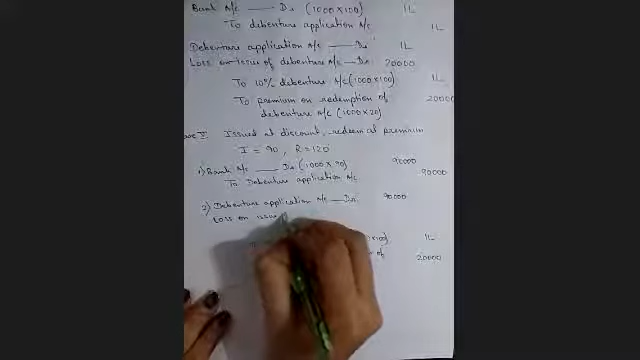 Bank A/c —— Dr (1000×100) 1L
To debenture application A/c 1L
Debenture application A/c —— Dr 1L
Loss on issue of debenture A/c — Dr 20000
To 10% debenture A/c (1000×100) 1L
To premium on redemption of 20000
debenture A/c (1000×20)
Issued at discount, redeem at premium
I = 90, R = 120
1) Bank A/c —— Dr (1000×90) 90000
To Debenture application A/c 90000
2) Debenture application A/c — Dr 90000
Loss on issue
×100) 1L
of 20000